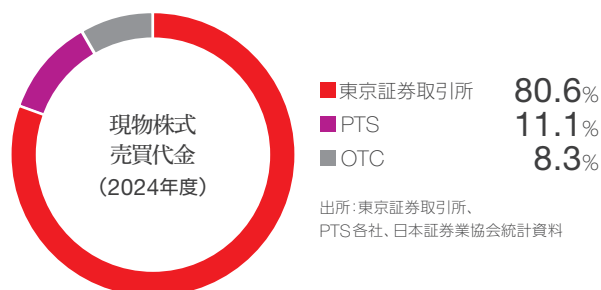 現物株式
売買代金
（2024年度）
東京証券取引所 80.6%
PTS 11.1%
OTC 8.3%
出所：東京証券取引所、
PTS各社、日本証券業協会統計資料